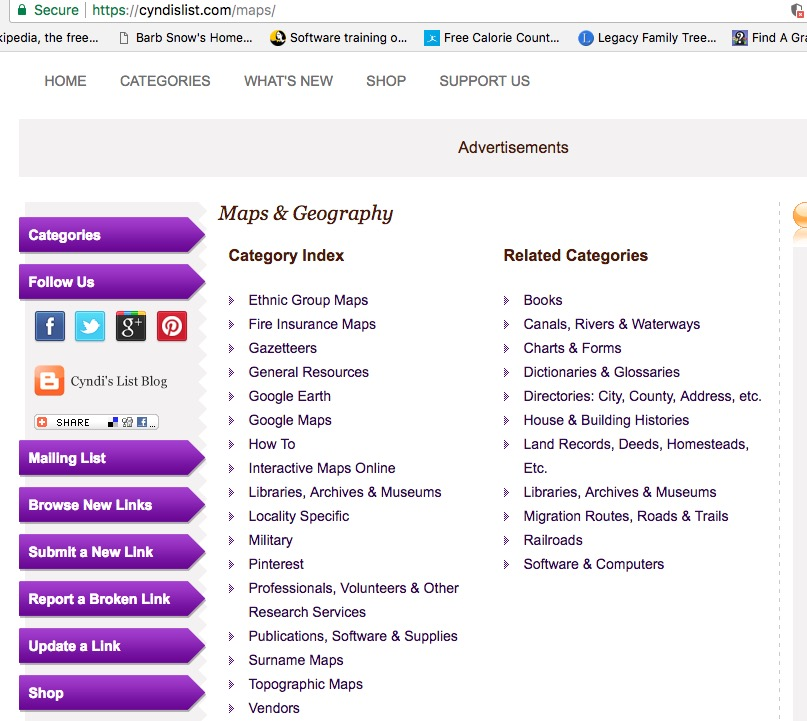 Secure https://cyndislist.com/maps/
kipedia, the free... Barb Snow's Home... Software training o... Free Calorie Count... Legacy Family Tree... Find A Gra
HOME CATEGORIES WHAT'S NEW SHOP SUPPORT US
Advertisements
Categories
Follow Us
Cyndi's List Blog
SHARE
Mailing List
Browse New Links
Submit a New Link
Report a Broken Link
Update a Link
Shop
Maps & Geography
Category Index
Ethnic Group Maps
Fire Insurance Maps
Gazetteers
General Resources
Google Earth
Google Maps
How To
Interactive Maps Online
Libraries, Archives & Museums
Locality Specific
Military
Pinterest
Professionals, Volunteers & Other
Research Services
Publications, Software & Supplies
Surname Maps
Topographic Maps
Vendors
Related Categories
Books
Canals, Rivers & Waterways
Charts & Forms
Dictionaries & Glossaries
Directories: City, County, Address, etc.
House & Building Histories
Land Records, Deeds, Homesteads,
Etc.
Libraries, Archives & Museums
Migration Routes, Roads & Trails
Railroads
Software & Computers